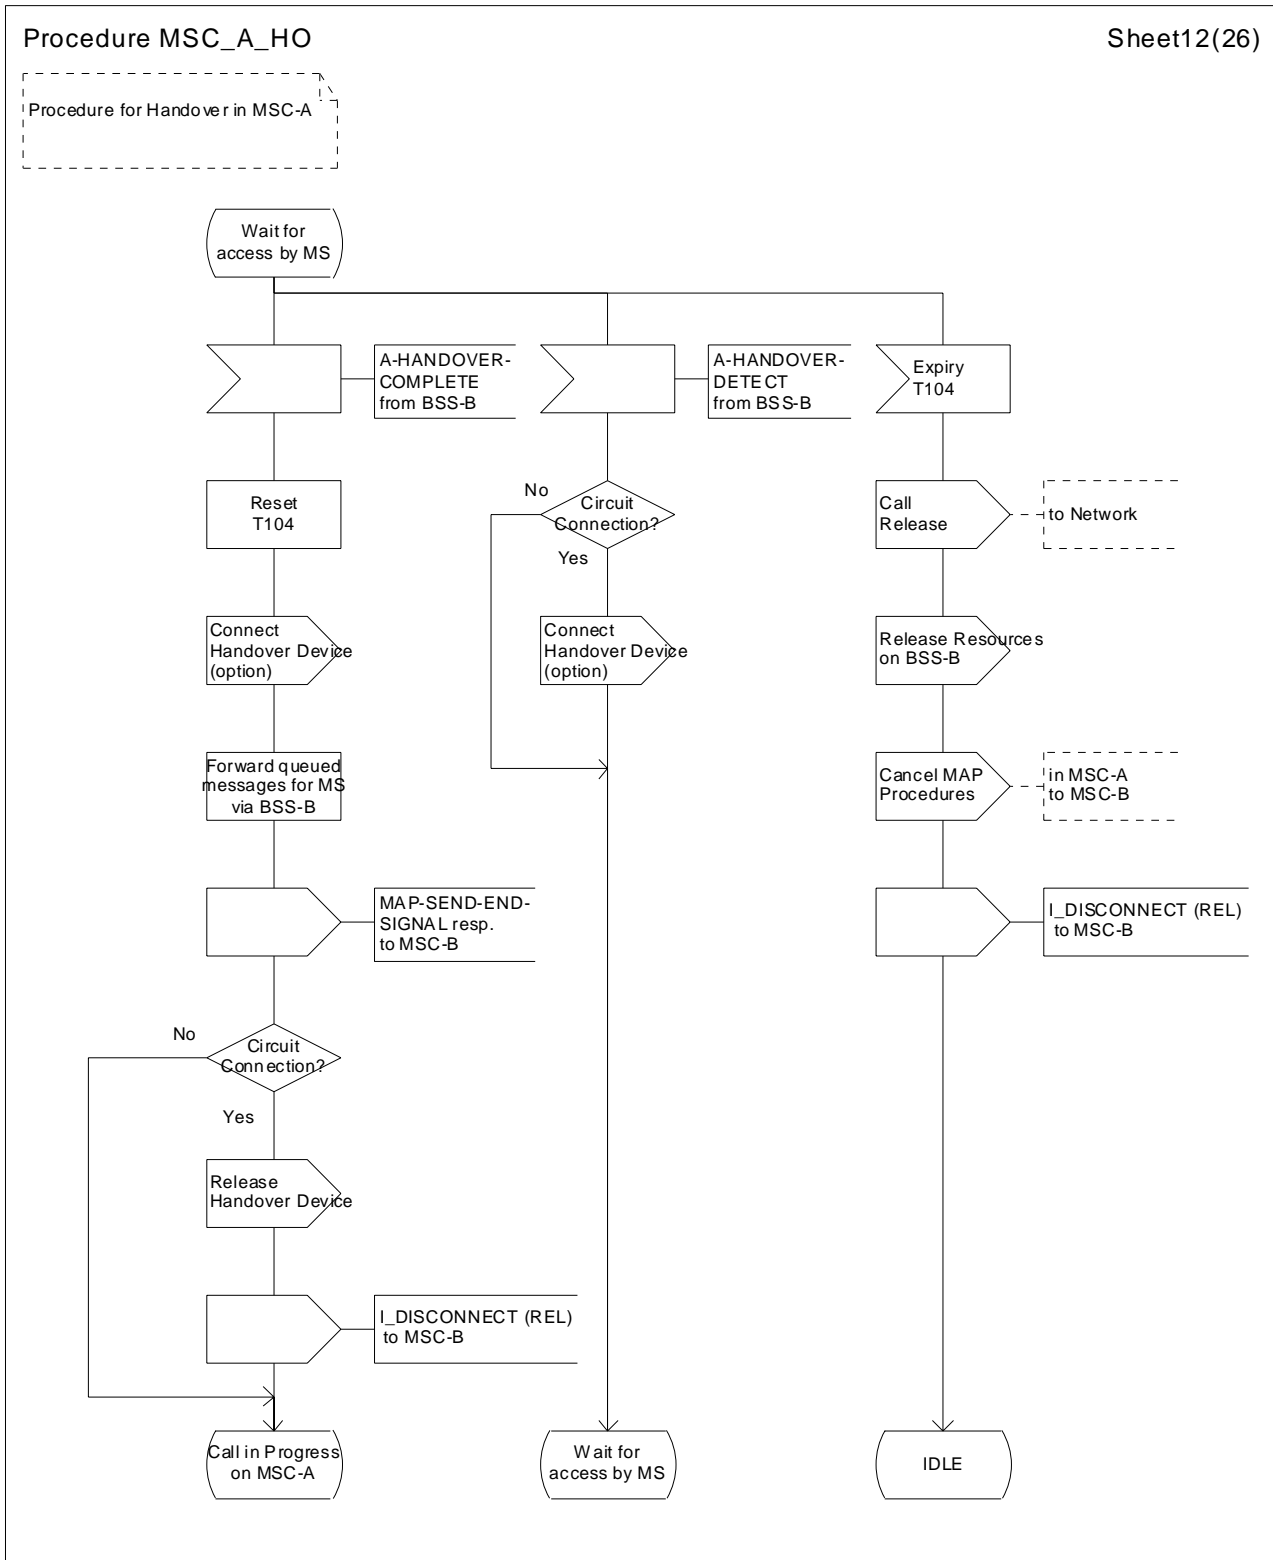 Procedure MSC_A_HO
Sheet12(26)
Procedure for Handover in MSC-A
Wait for
access by MS
A-HANDOVER-
COMPLETE
from BSS-B
A-HANDOVER-
DETECT
from BSS-B
Expiry
T104
Reset
T104
No
Circuit
Connection?
Yes
Call
Release
to Network
Connect
Handover Device
(option)
Connect
Handover Device
(option)
Release Resources
on BSS-B
Forward queued
messages for MS
via BSS-B
Cancel MAP
Procedures
in MSC-A
to MSC-B
MAP-SEND-END-
SIGNAL resp.
to MSC-B
I_DISCONNECT (REL)
to MSC-B
No
Circuit
Connection?
Yes
Release
Handover Device
I_DISCONNECT (REL)
to MSC-B
Call in Progress
on MSC-A
Wait for
access by MS
IDLE